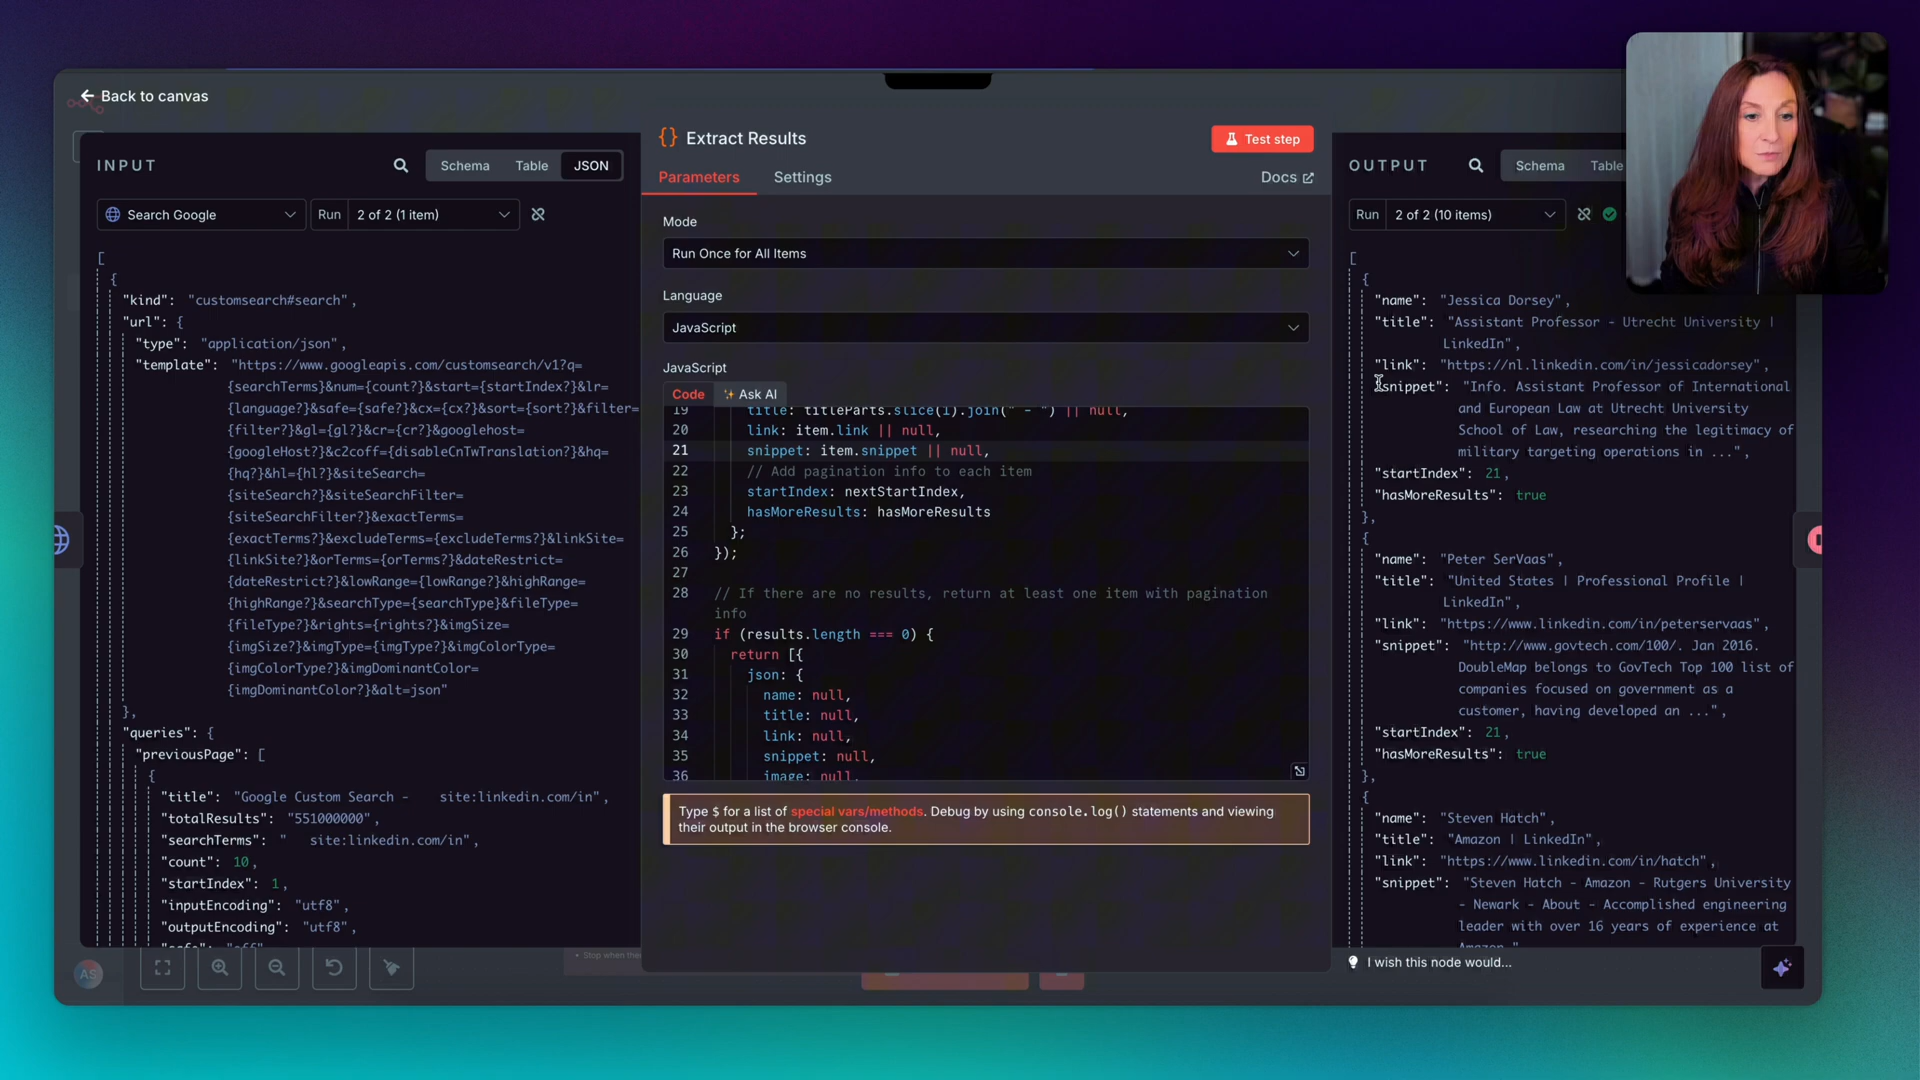 Back to canvas
INPUT
Schema
Table
JSON
Search Google
Run
2 of 2 (1 item)
[
{
"kind": "customsearch#search",
"url": {
"type": "application/json",
"template": "https://www.googleapis.com/customsearch/v1?q=
{searchTerms}&num={count?}&start={startIndex?}&lr=
{language?}&safe={safe?}&cx={cx?}&sort={sort?}&filter=
{filter?}&gl={gl?}&cr={cr?}&googlehost=
{googleHost?}&c2coff={disableCnTwTranslation?}&hq=
{hq?}&hl={hl?}&siteSearch=
{siteSearch?}&siteSearchFilter=
{siteSearchFilter?}&exactTerms=
{exactTerms?}&excludeTerms={excludeTerms?}&linkSite=
{linkSite?}&orTerms={orTerms?}&dateRestrict=
{dateRestrict?}&lowRange={lowRange?}&highRange=
{highRange?}&searchType={searchType}&fileType=
{fileType?}&rights={rights?}&imgSize=
{imgSize?}&imgType={imgType?}&imgColorType=
{imgColorType?}&imgDominantColor=
{imgDominantColor?}&alt=json"
},
"queries": {
"previousPage": [
{
"title": "Google Custom Search - site:linkedin.com/in",
"totalResults": "551000000",
"searchTerms": " site:linkedin.com/in",
"count": 10,
"startIndex": 1,
"inputEncoding": "utf8",
"outputEncoding": "utf8",
"safe": "off"
{} Extract Results
Test step
Parameters
Settings
Docs
Mode
Run Once for All Items
Language
JavaScript
JavaScript
Code
Ask AI
19 title: titleParts.slice(1).join(" - ") || null,
20 link: item.link || null,
21 snippet: item.snippet || null,
22 // Add pagination info to each item
23 startIndex: nextStartIndex,
24 hasMoreResults: hasMoreResults
25 };
26 });
27
28 // If there are no results, return at least one item with pagination
info
29 if (results.length === 0) {
30 return [{
31 json: {
32 name: null,
33 title: null,
34 link: null,
35 snippet: null,
36 image: null,
Type $ for a list of special vars/methods. Debug by using console.log() statements and viewing
their output in the browser console.
OUTPUT
Schema
Table
Run
2 of 2 (10 items)
[
{
"name": "Jessica Dorsey",
"title": "Assistant Professor - Utrecht University |
LinkedIn",
"link": "https://nl.linkedin.com/in/jessicadorsey",
"snippet": "Info. Assistant Professor of International
and European Law at Utrecht University
School of Law, researching the legitimacy of
military targeting operations in ...",
"startIndex": 21,
"hasMoreResults": true
},
{
"name": "Peter SerVaas",
"title": "United States | Professional Profile |
LinkedIn",
"link": "https://www.linkedin.com/in/peterservaas",
"snippet": "http://www.govtech.com/100/. Jan 2016.
DoubleMap belongs to GovTech Top 100 list of
companies focused on government as a
customer, having developed an ...",
"startIndex": 21,
"hasMoreResults": true
},
{
"name": "Steven Hatch",
"title": "Amazon | LinkedIn",
"link": "https://www.linkedin.com/in/hatch",
"snippet": "Steven Hatch - Amazon - Rutgers University
- Newark - About - Accomplished engineering
leader with over 16 years of experience at
Amazon "
I wish this node would...
AS
• Stop when the